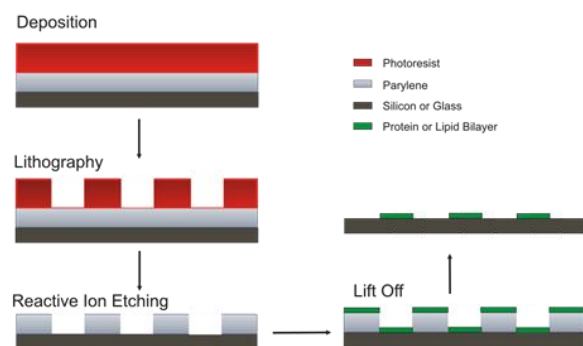 Deposition
Photoresist
Parylene
Silicon or Glass
Protein or Lipid Bilayer
Lithography
Reactive Ion Etching
Lift Off